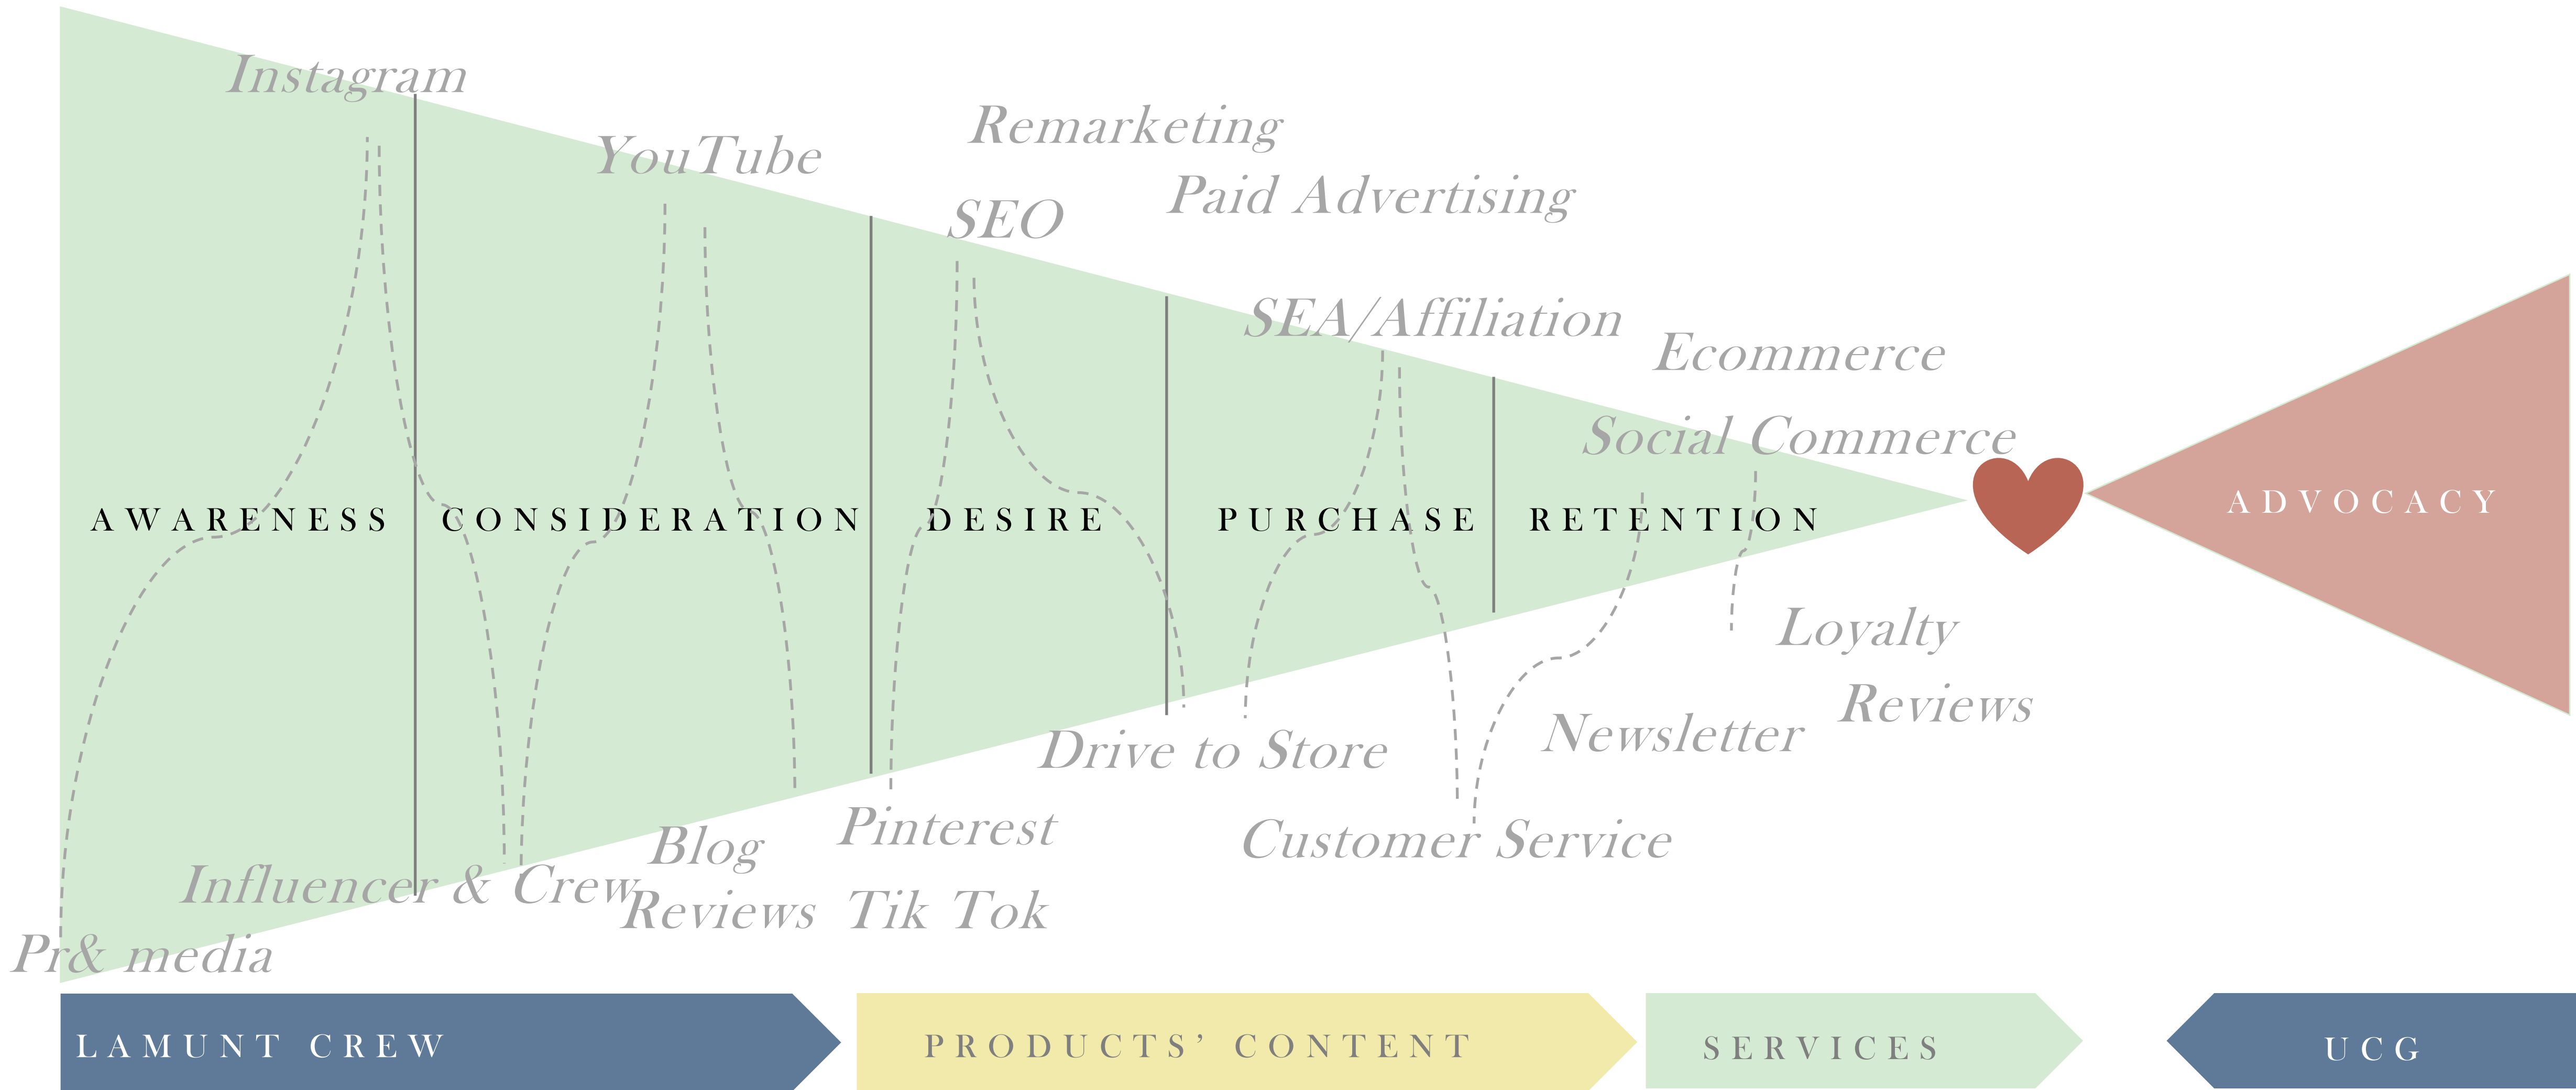 Instagram
Remarketing
YouTube
Paid Advertising
SEO
SEA/Affiliation
Ecommerce
Social Commerce
AWARENESS
CONSIDERATION
DESIRE
PURCHASE
RETENTION
ADVOCACY
Loyalty
Reviews
Newsletter
Drive to Store
Customer Service
Pinterest
Blog
Influencer & Crew
Reviews
Tik Tok
Pr& media
LAMUNT CREW
PRODUCTS’ CONTENT
SERVICES
UCG